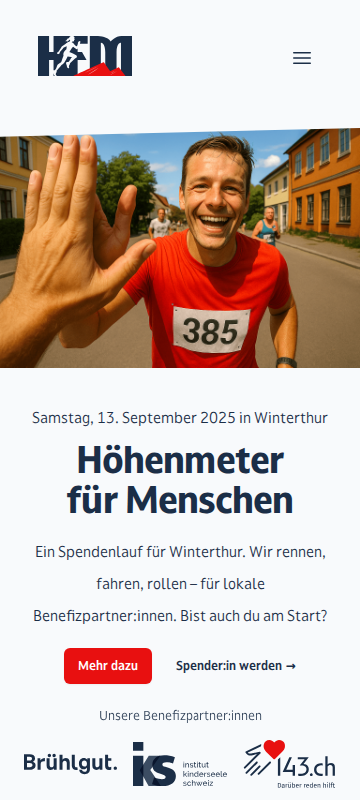 HFM
385
Samstag, 13. September 2025 in Winterthur
Höhenmeter
für Menschen
Ein Spendenlauf für Winterthur. Wir rennen,
fahren, rollen – für lokale
Benefizpartner:innen. Bist auch du am Start?
Mehr dazu
Spender:in werden →
Unsere Benefizpartner:innen
Brühlgut.
iks institut
kinderseele
schweiz
143.ch
Darüber reden hilft